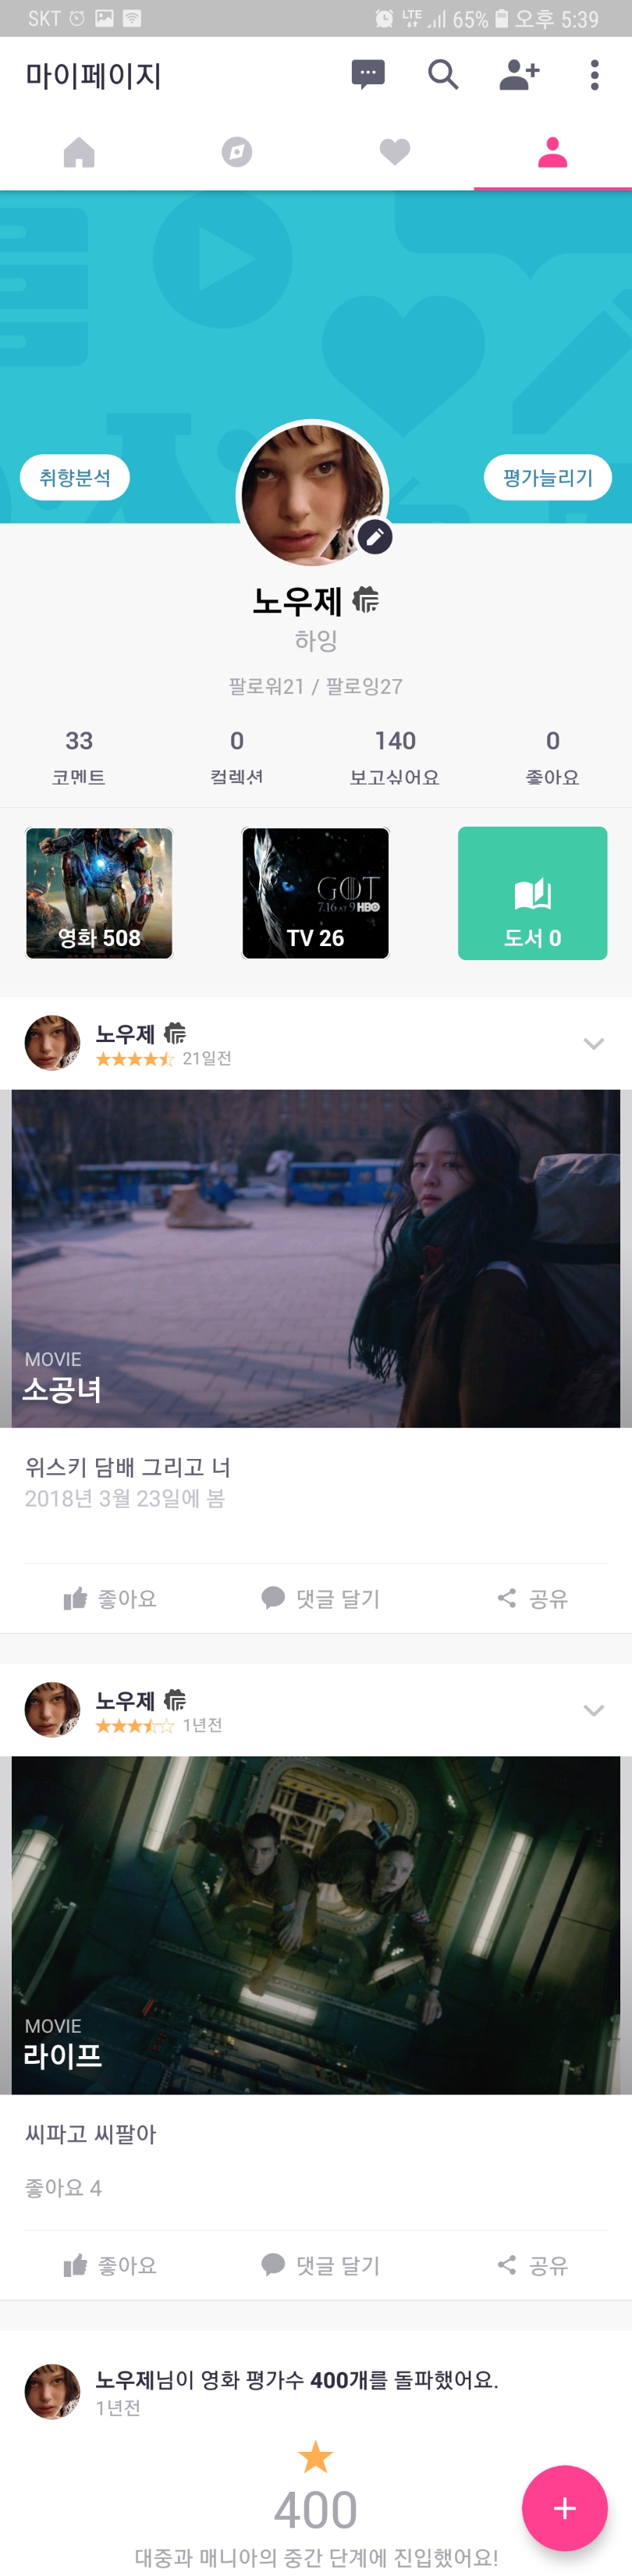 SKT LTE 65% 오후 5:39
마이페이지
취향분석
평가늘리기
노우제
하잉
팔로워21 / 팔로잉27
33 0 140 0
코멘트 컬렉션 보고싶어요 좋아요
GOT
7.16 AT 9 HBO
영화 508 TV 26 도서 0
노우제
21일전
MOVIE
소공녀
위스키 담배 그리고 너
2018년 3월 23일에 봄
좋아요 댓글 달기 공유
노우제
1년전
MOVIE
라이프
씨파고 씨팔아
좋아요 4
좋아요 댓글 달기 공유
노우제님이 영화 평가수 400개를 돌파했어요.
1년전
400
대중과 매니아의 중간 단계에 진입했어요!